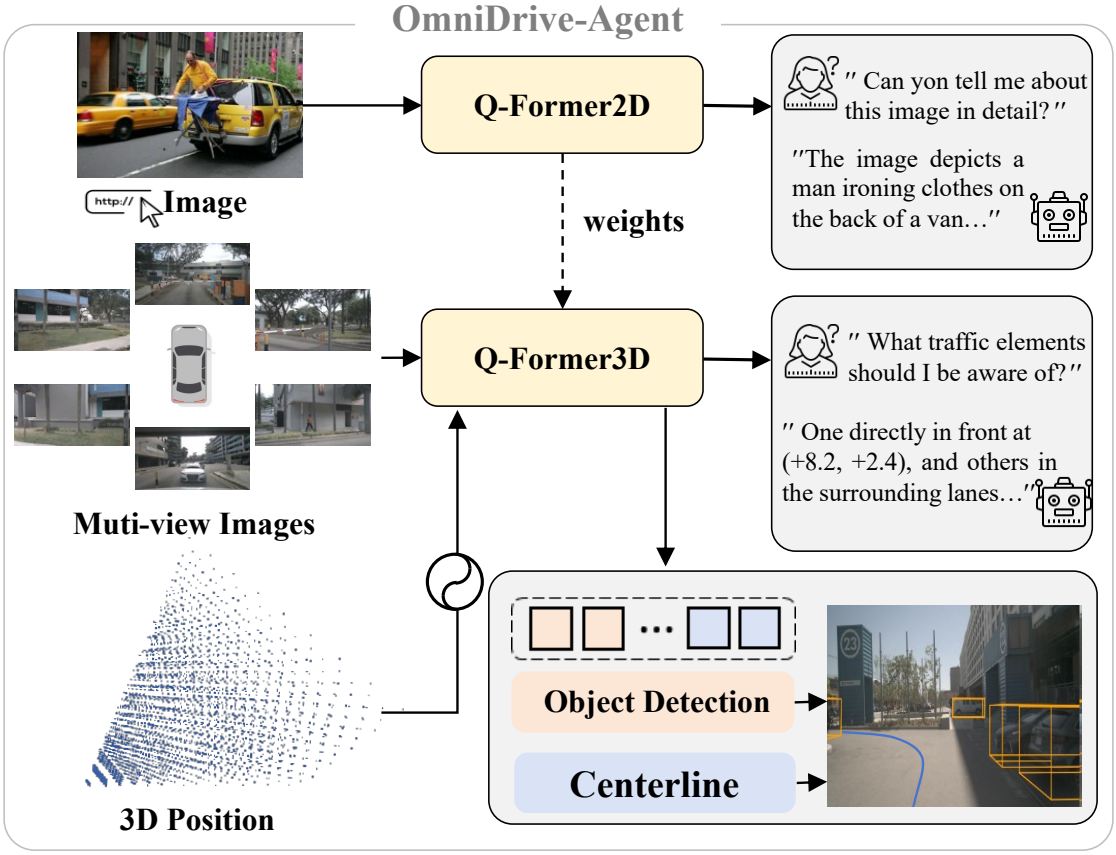 OmniDrive-Agent
Q-Former2D
" Can yon tell me about
this image in detail? "
"The image depicts a
man ironing clothes on
the back of a van…"
http://
Image
weights
Q-Former3D
" What traffic elements
should I be aware of? "
" One directly in front at
(+8.2, +2.4), and others in
the surrounding lanes…"
Muti-view Images
3D Position
...
Object Detection
Centerline
23